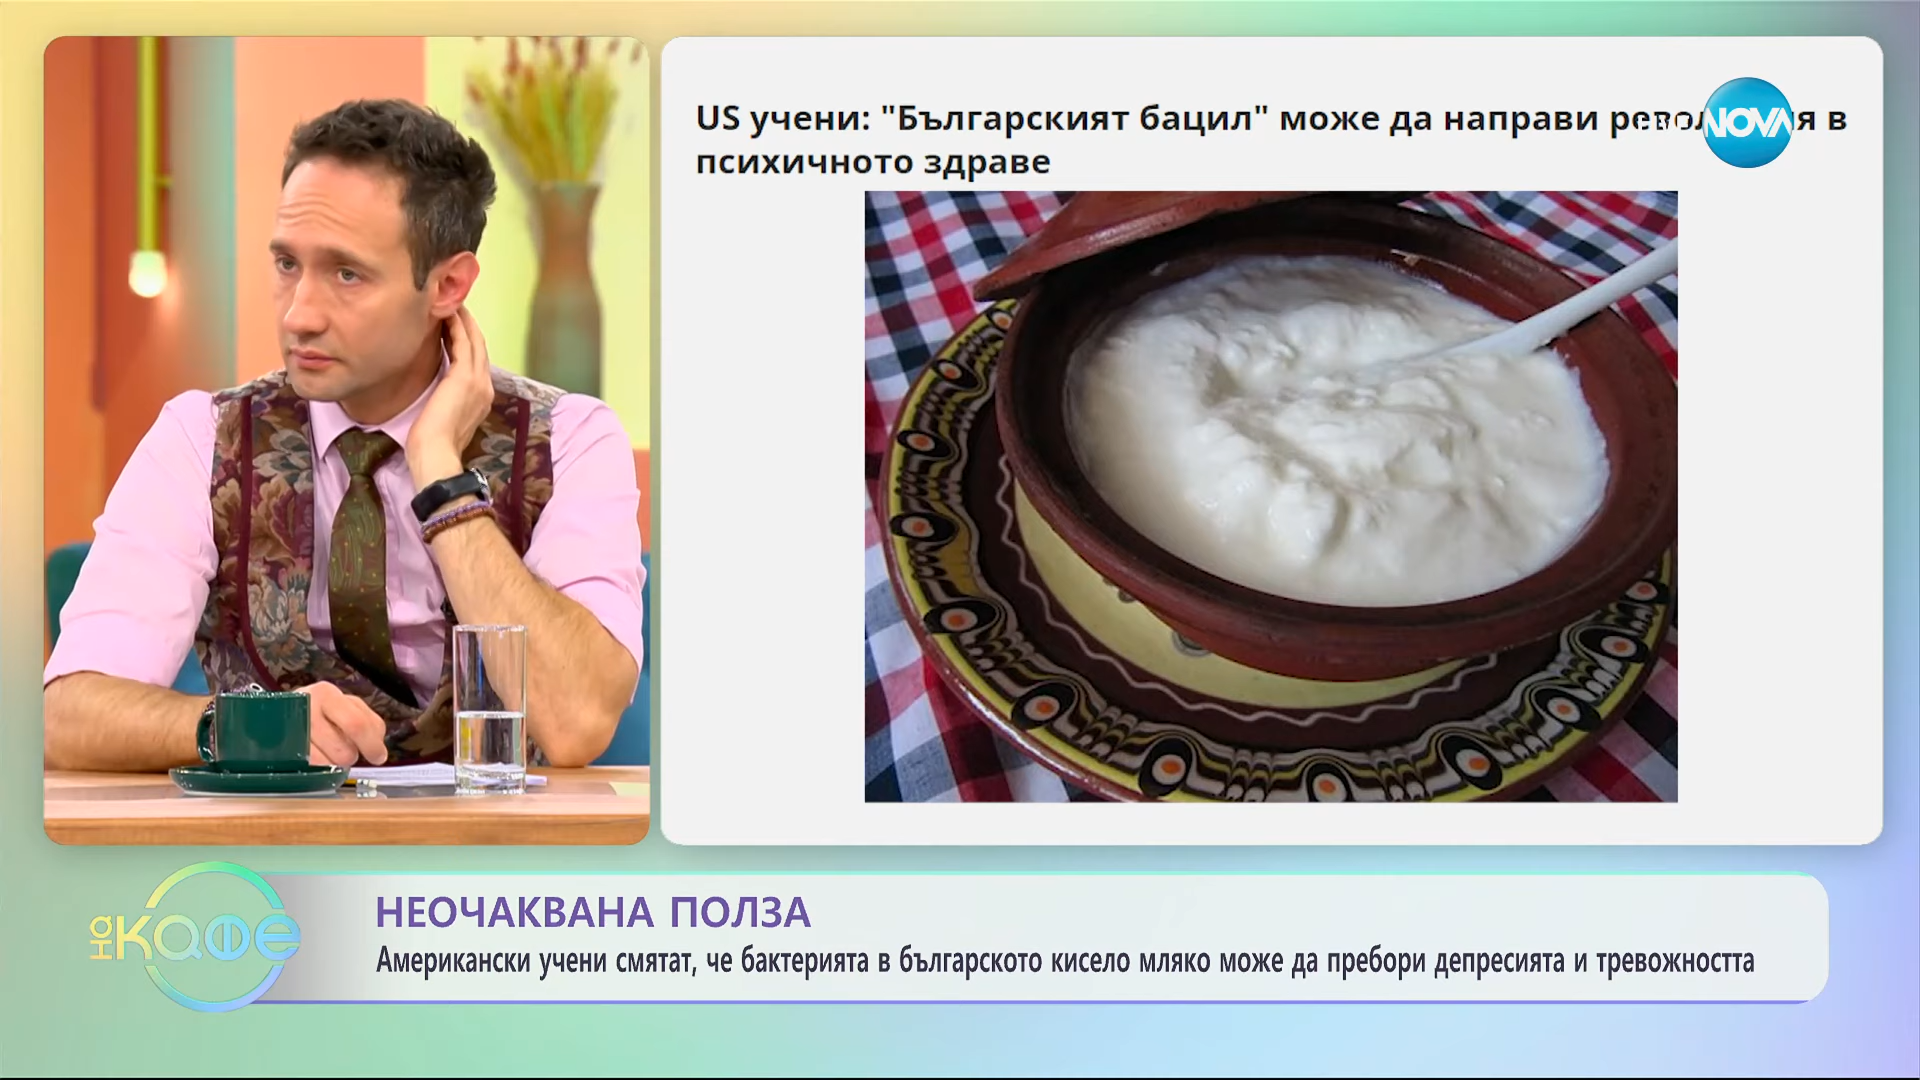 US учени: "Българският бацил" може да направи в
психичното здраве
NOVA
НЕОЧАКВАНА ПОЛЗА
на кафе
Американски учени смятат, че бактерията в българското кисело мляко може да пребори депресията и тревожността